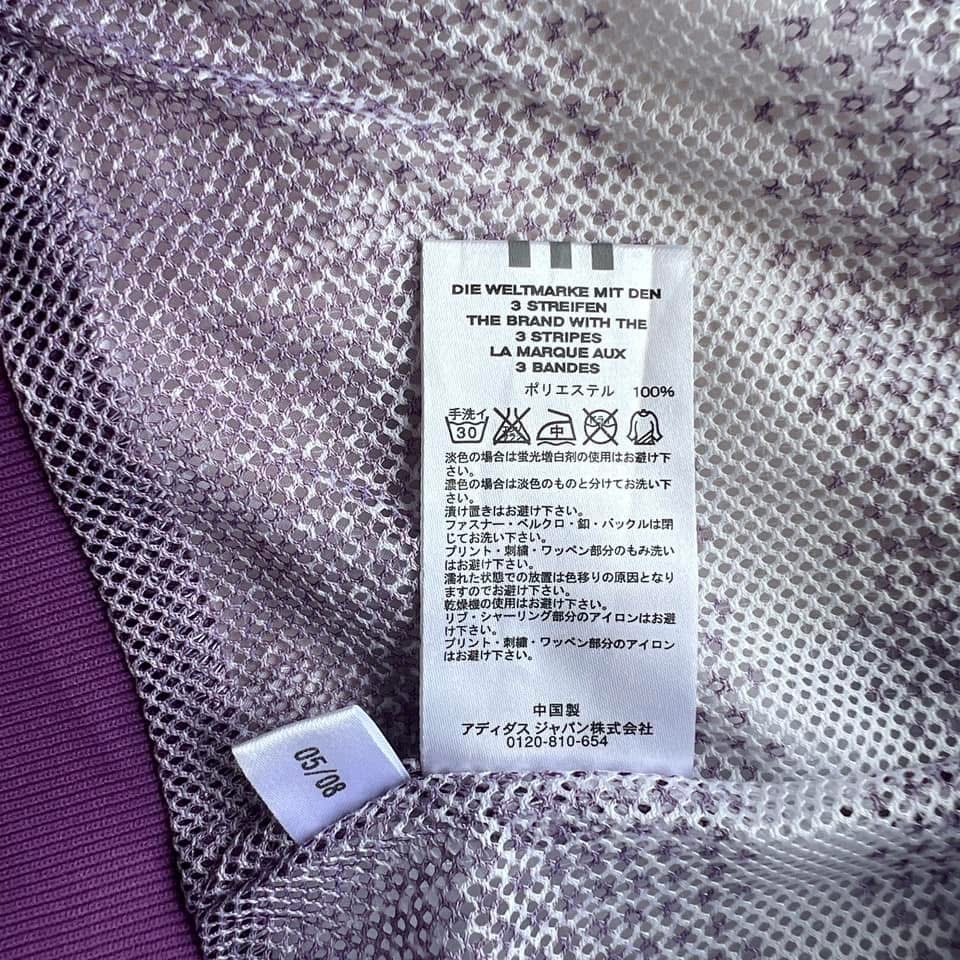 DIE WELTMARKE MIT DEN
3 STREIFEN
THE BRAND WITH THE
3 STRIPES
LA MARQUE AUX
3 BANDES
ポリエステル 100%
手洗イ
30
中
淡色の場合は蛍光増白剤の使用はお避け下
さい。
濃色の場合は淡色のものと分けてお洗い下
さい。
漬け置きはお避け下さい。
ファスナー・ベルクロ・釦・バックルは閉
じてお洗い下さい。
プリント・刺繍・ワッペン部分のもみ洗い
はお避け下さい。
濡れた状態での放置は色移りの原因となり
ますのでお避け下さい。
乾燥機の使用はお避け下さい。
リブ・シャーリング部分のアイロンはお避
け下さい。
プリント・刺繍・ワッペン部分のアイロン
はお避け下さい。
中国製
アディダス ジャパン株式会社
0120-810-654
05/08